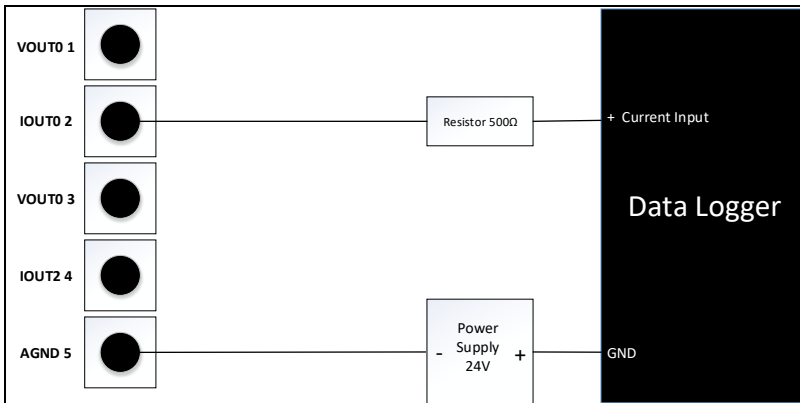 VOUT0 1
IOUT0 2
Resistor 500Ω
+ Current Input
VOUT0 3
Data Logger
IOUT2 4
AGND 5
- Power +
Supply
24V
GND